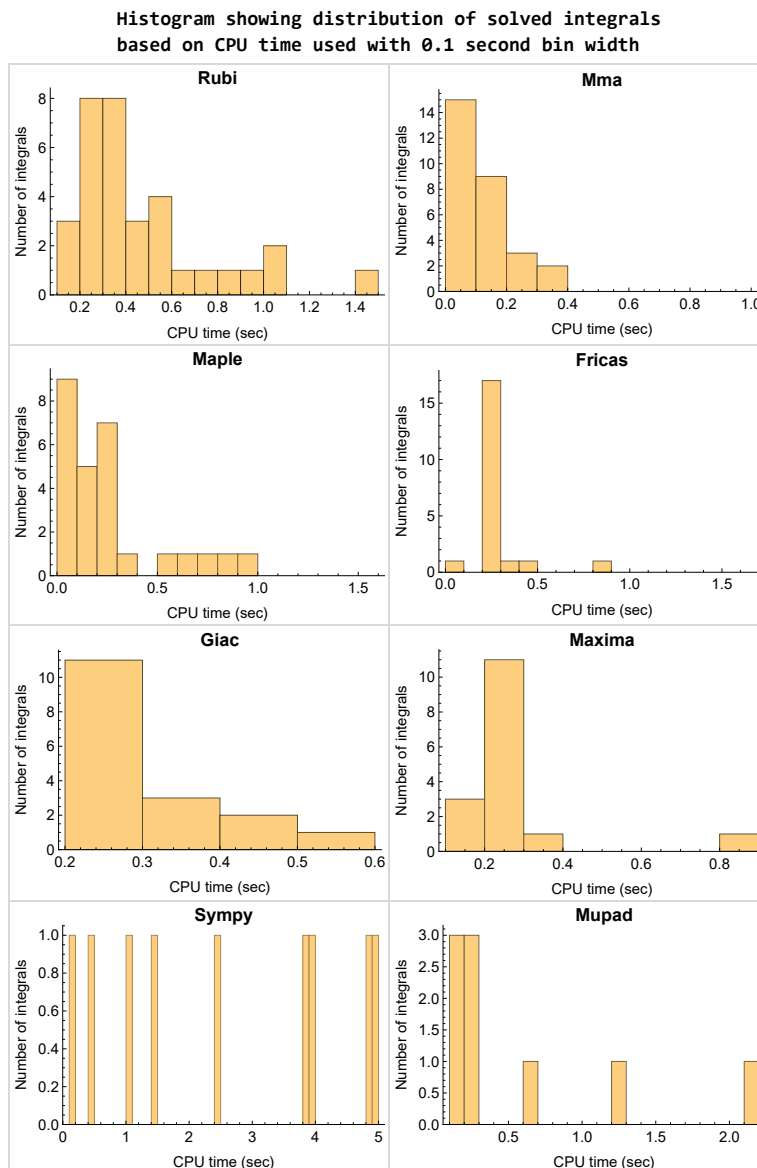 Histogram showing distribution of solved integrals
based on CPU time used with 0.1 second bin width
Rubi
Number of integrals
8
6
4
2
0
0.2 0.4 0.6 0.8 1.0 1.2 1.4
CPU time (sec)
Mma
Number of integrals
14
12
10
8
6
4
2
0
0.0 0.2 0.4 0.6 0.8 1.0
CPU time (sec)
Maple
Number of integrals
8
6
4
2
0
0.0 0.5 1.0 1.5
CPU time (sec)
Fricas
Number of integrals
15
10
5
0
0.0 0.5 1.0 1.5
CPU time (sec)
Giac
Number of integrals
10
8
6
4
2
0
0.2 0.3 0.4 0.5 0.6
CPU time (sec)
Maxima
Number of integrals
10
8
6
4
2
0
0.2 0.4 0.6 0.8
CPU time (sec)
Sympy
Number of integrals
1.0
0.8
0.6
0.4
0.2
0.0
0 1 2 3 4 5
CPU time (sec)
Mupad
Number of integrals
3.0
2.5
2.0
1.5
1.0
0.5
0.0
0.5 1.0 1.5 2.0
CPU time (sec)